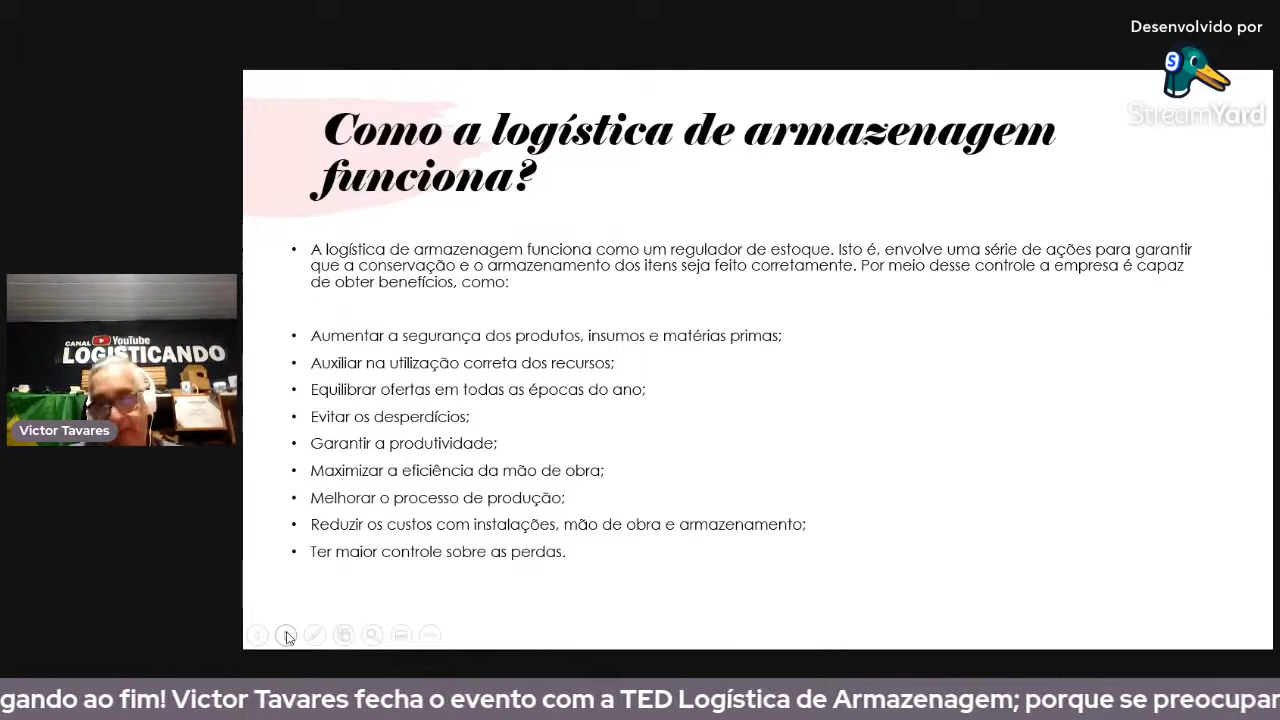 Desenvolvido por
S
StreamYard
Como a logística de armazenagem
funciona?
• A logística de armazenagem funciona como um regulador de estoque. Isto é, envolve uma série de ações para garantir
que a conservação e o armazenamento dos itens seja feito corretamente. Por meio desse controle a empresa é capaz
de obter benefícios, como:
• Aumentar a segurança dos produtos, insumos e matérias primas;
• Auxiliar na utilização correta dos recursos;
• Equilibrar ofertas em todas as épocas do ano;
• Evitar os desperdícios;
• Garantir a produtividade;
• Maximizar a eficiência da mão de obra;
• Melhorar o processo de produção;
• Reduzir os custos com instalações, mão de obra e armazenamento;
• Ter maior controle sobre as perdas.
CANAL YouTube
LOGISTICANDO
Victor Tavares
gando ao fim! Victor Tavares fecha o evento com a TED Logística de Armazenagem; porque se preocupar